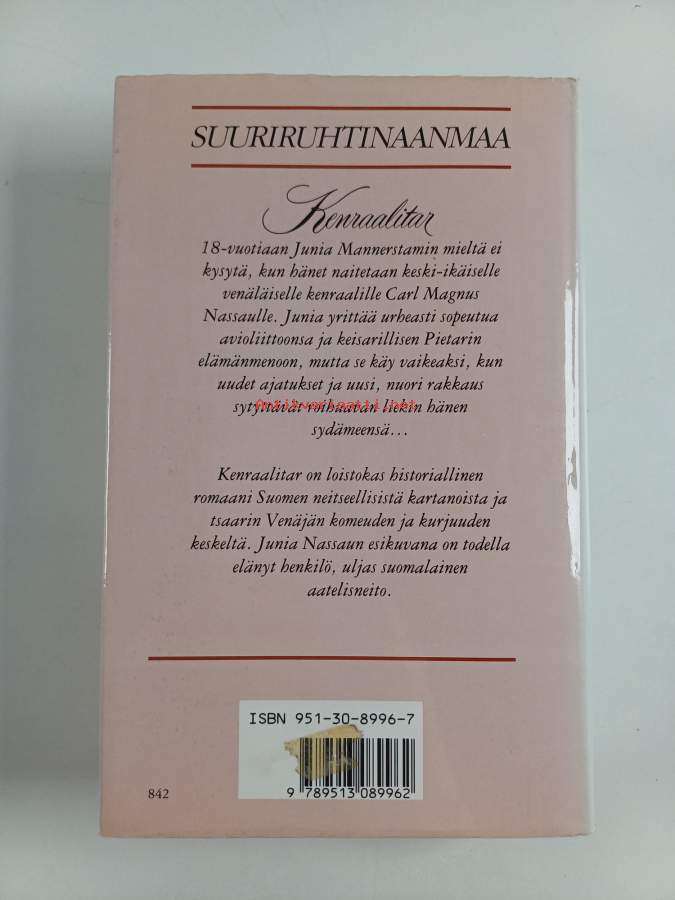 SUURIRUHTINAANMAA
Kenraalitar
18-vuotiaan Junia Mannerstamin mieltä ei
kysytä, kun hänet naitetaan keski-ikäiselle
venäläiselle kenraalille Carl Magnus
Nassaulle. Junia yrittää urheasti sopeutua
avioliittoonsa ja keisarillisen Pietarin
elämänmenoon, mutta se käy vaikeaksi, kun
uudet ajatukset ja uusi, nuori rakkaus
sytyttävät roihuavan liekin hänen
Antikvariaatti.net
sydämeensä...
Kenraalitar on loistokas historiallinen
romaani Suomen neitseellisistä kartanoista ja
tsaarin Venäjän komeuden ja kurjuuden
keskeltä. Junia Nassaun esikuvana on todella
elänyt henkilö, uljas suomalainen
aatelisneito.
ISBN 951-30-8996-7
9 789513 089962
842